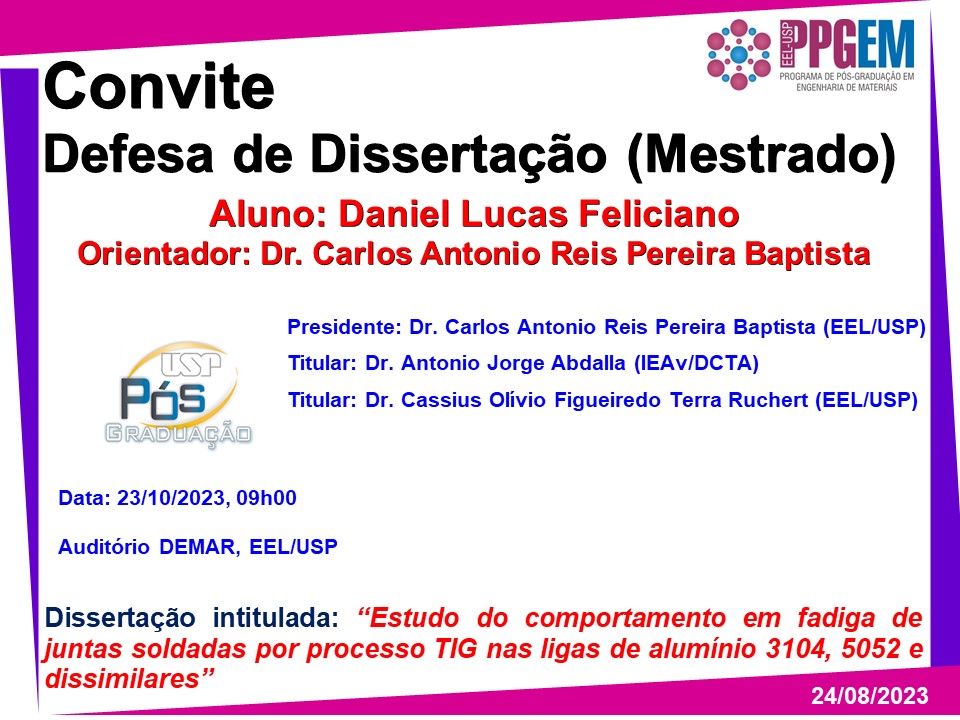 EEL-USP
PPGEM
PROGRAMA DE PÓS-GRADUAÇÃO EM
ENGENHARIA DE MATERIAIS
Convite
Defesa de Dissertação (Mestrado)
Aluno: Daniel Lucas Feliciano
Orientador: Dr. Carlos Antonio Reis Pereira Baptista
Presidente: Dr. Carlos Antonio Reis Pereira Baptista (EEL/USP)
Titular: Dr. Antonio Jorge Abdalla (IEAv/DCTA)
Titular: Dr. Cassius Olívio Figueiredo Terra Ruchert (EEL/USP)
USP
PÓS
GRADUAÇÃO
Data: 23/10/2023, 09h00
Auditório DEMAR, EEL/USP
Dissertação intitulada: “Estudo do comportamento em fadiga de
juntas soldadas por processo TIG nas ligas de alumínio 3104, 5052 e
dissimilares”
24/08/2023